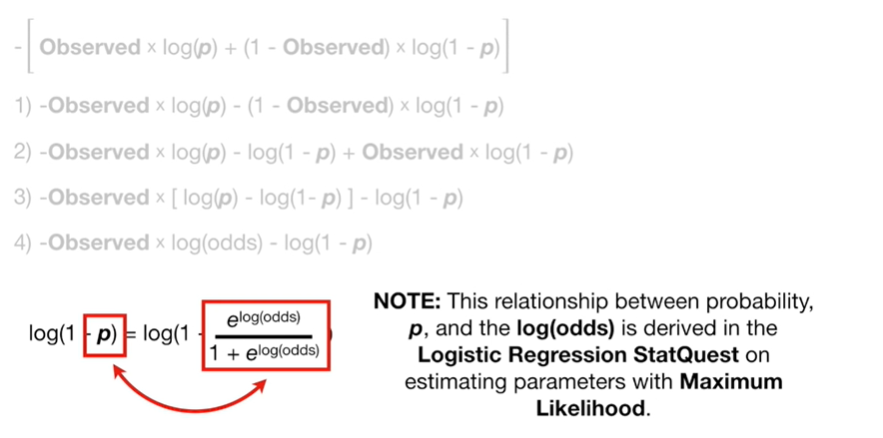 -[ Observed × log(p) + (1 - Observed) × log(1 - p) ]
1) -Observed × log(p) - (1 - Observed) × log(1 - p)
2) -Observed × log(p) - log(1 - p) + Observed × log(1 - p)
3) -Observed × [ log(p) - log(1- p) ] - log(1 - p)
4) -Observed × log(odds) - log(1 - p)
log(1 - p) = log(1 - e^log(odds) / 1 + e^log(odds) )
NOTE: This relationship between probability,
p, and the log(odds) is derived in the
Logistic Regression StatQuest on
estimating parameters with Maximum
Likelihood.